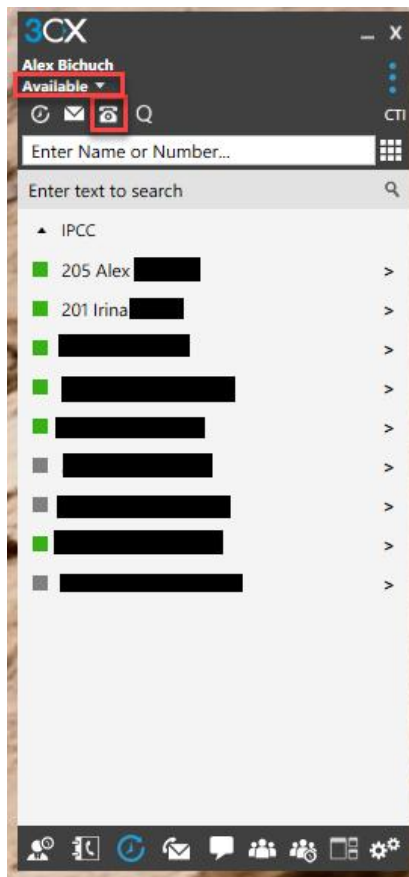 3CX
Alex Bichuch
Available
Q
CTI
Enter Name or Number...
Enter text to search
IPCC
205 Alex
201 Irina